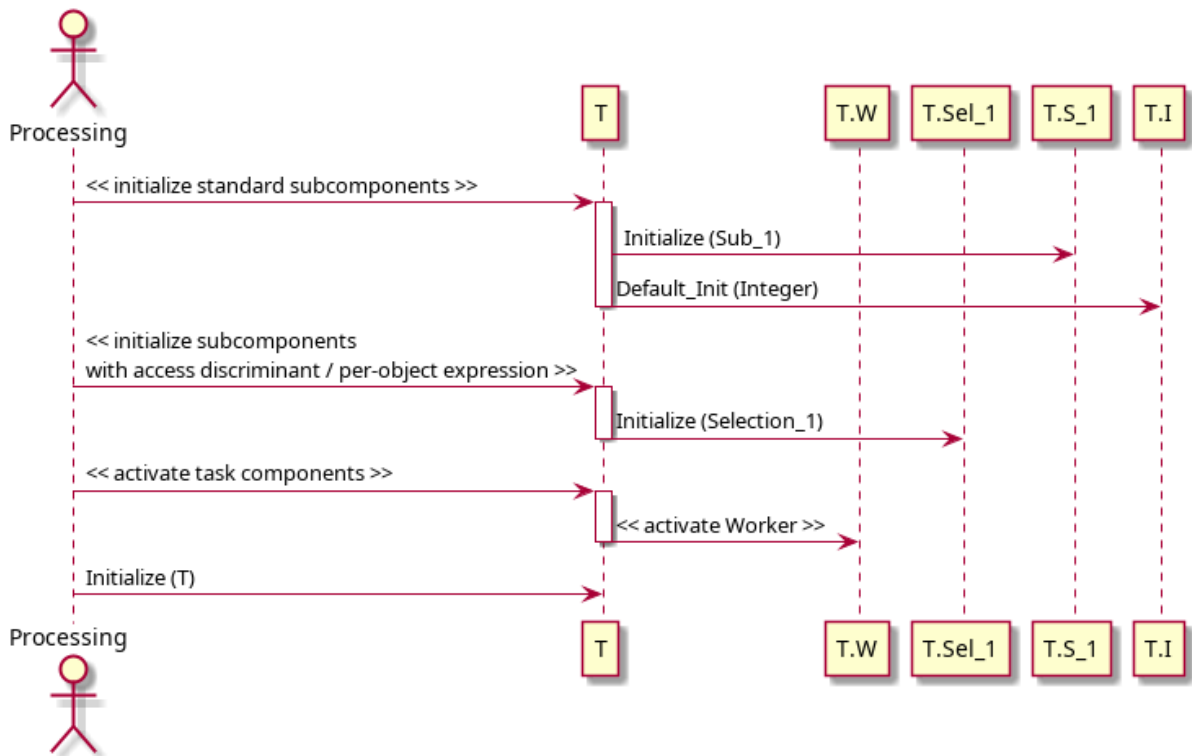 Processing
T
T.W
T.Sel_1
T.S_1
T.I
<< initialize standard subcomponents >>
Initialize (Sub_1)
Default_Init (Integer)
<< initialize subcomponents
with access discriminant / per-object expression >>
Initialize (Selection_1)
<< activate task components >>
<< activate Worker >>
Initialize (T)
Processing
T
T.W
T.Sel_1
T.S_1
T.I